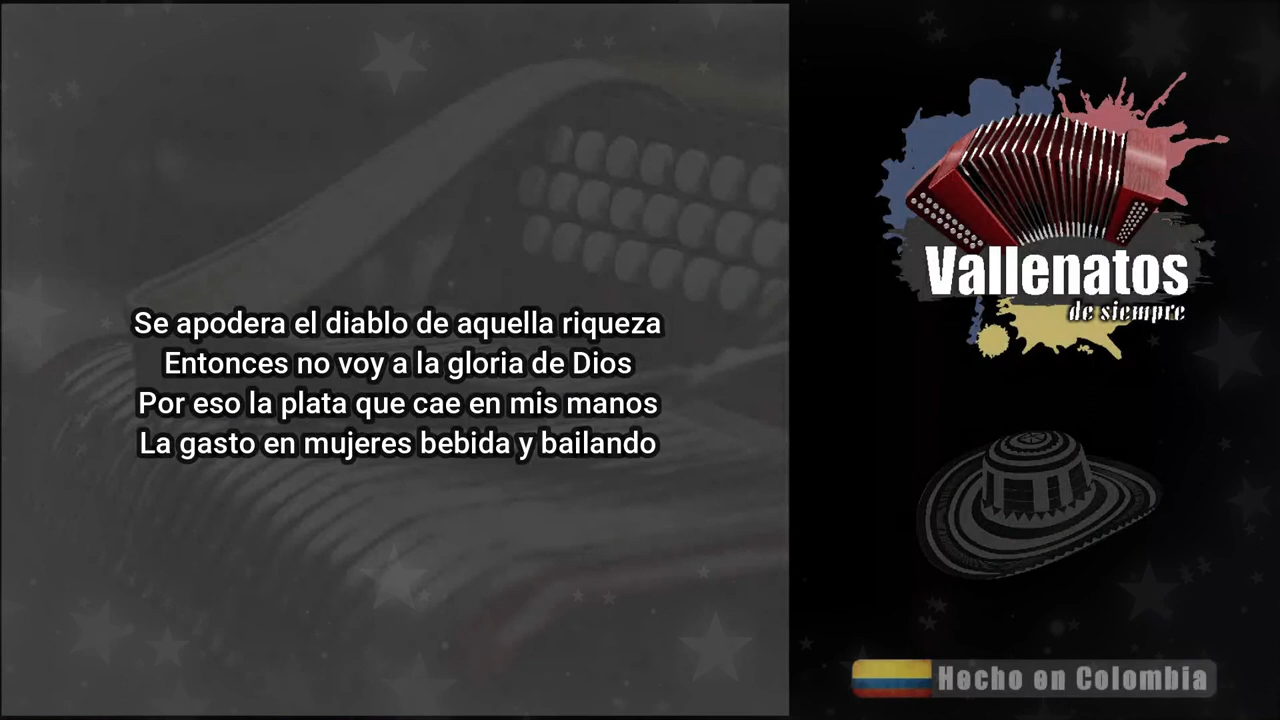 Se apodera el diablo de aquella riqueza
Entonces no voy a la gloria de Dios
Por eso la plata que cae en mis manos
La gasto en mujeres bebida y bailando
Vallenatos
de siempre
Hecho en Colombia